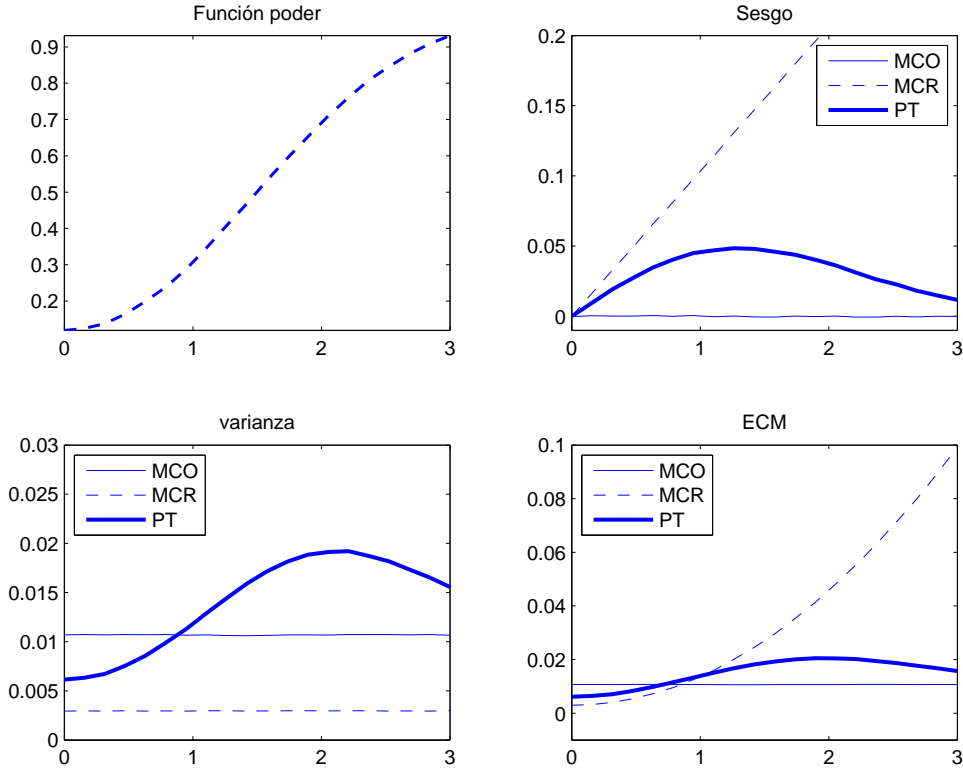 Función poder
0.9
0.8
0.7
0.6
0.5
0.4
0.3
0.2
0 1 2 3
Sesgo
0.2
0.15
0.1
0.05
0
MCO
MCR
PT
0 1 2 3
varianza
0.03
0.025
0.02
0.015
0.01
0.005
0
MCO
MCR
PT
0 1 2 3
ECM
0.1
0.08
0.06
0.04
0.02
0
MCO
MCR
PT
0 1 2 3